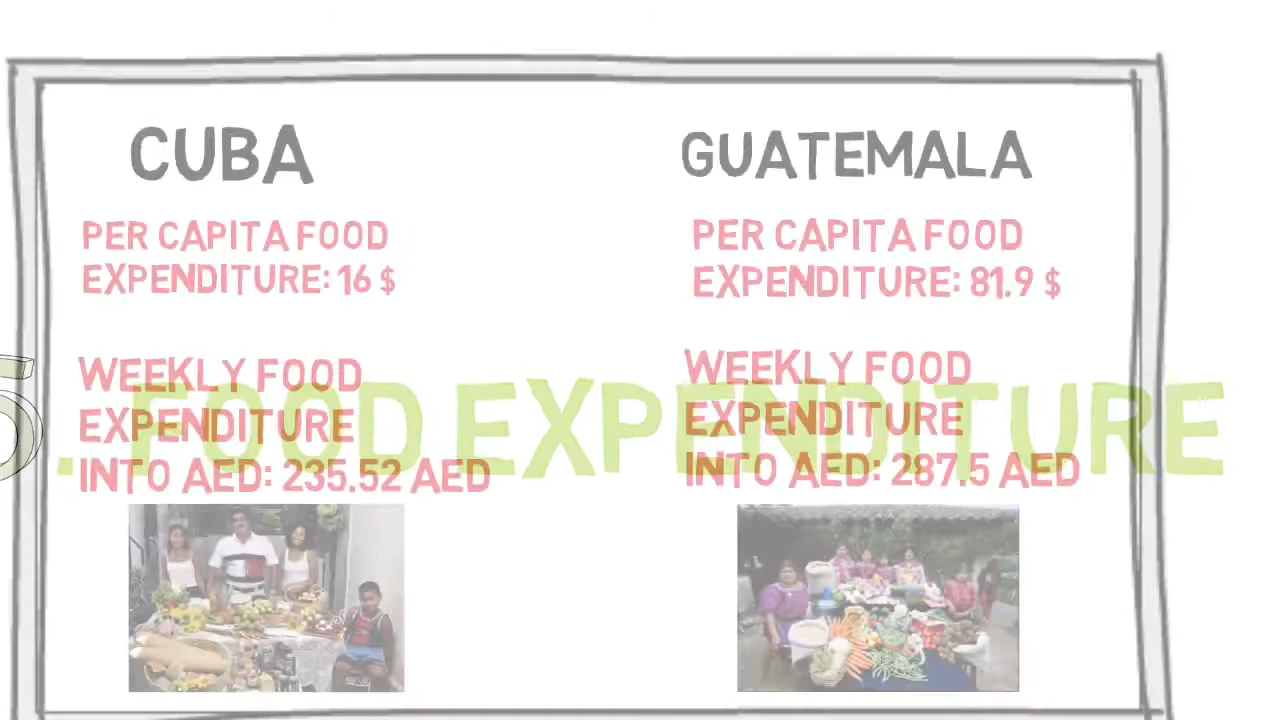 CUBA
PER CAPITA FOOD
EXPENDITURE: 16 $
WEEKLY FOOD
EXPENDITURE
INTO AED: 235.52 AED
GUATEMALA
PER CAPITA FOOD
EXPENDITURE: 81.9 $
WEEKLY FOOD
EXPENDITURE
INTO AED: 287.5 AED
5. FOOD EXPENDITURE